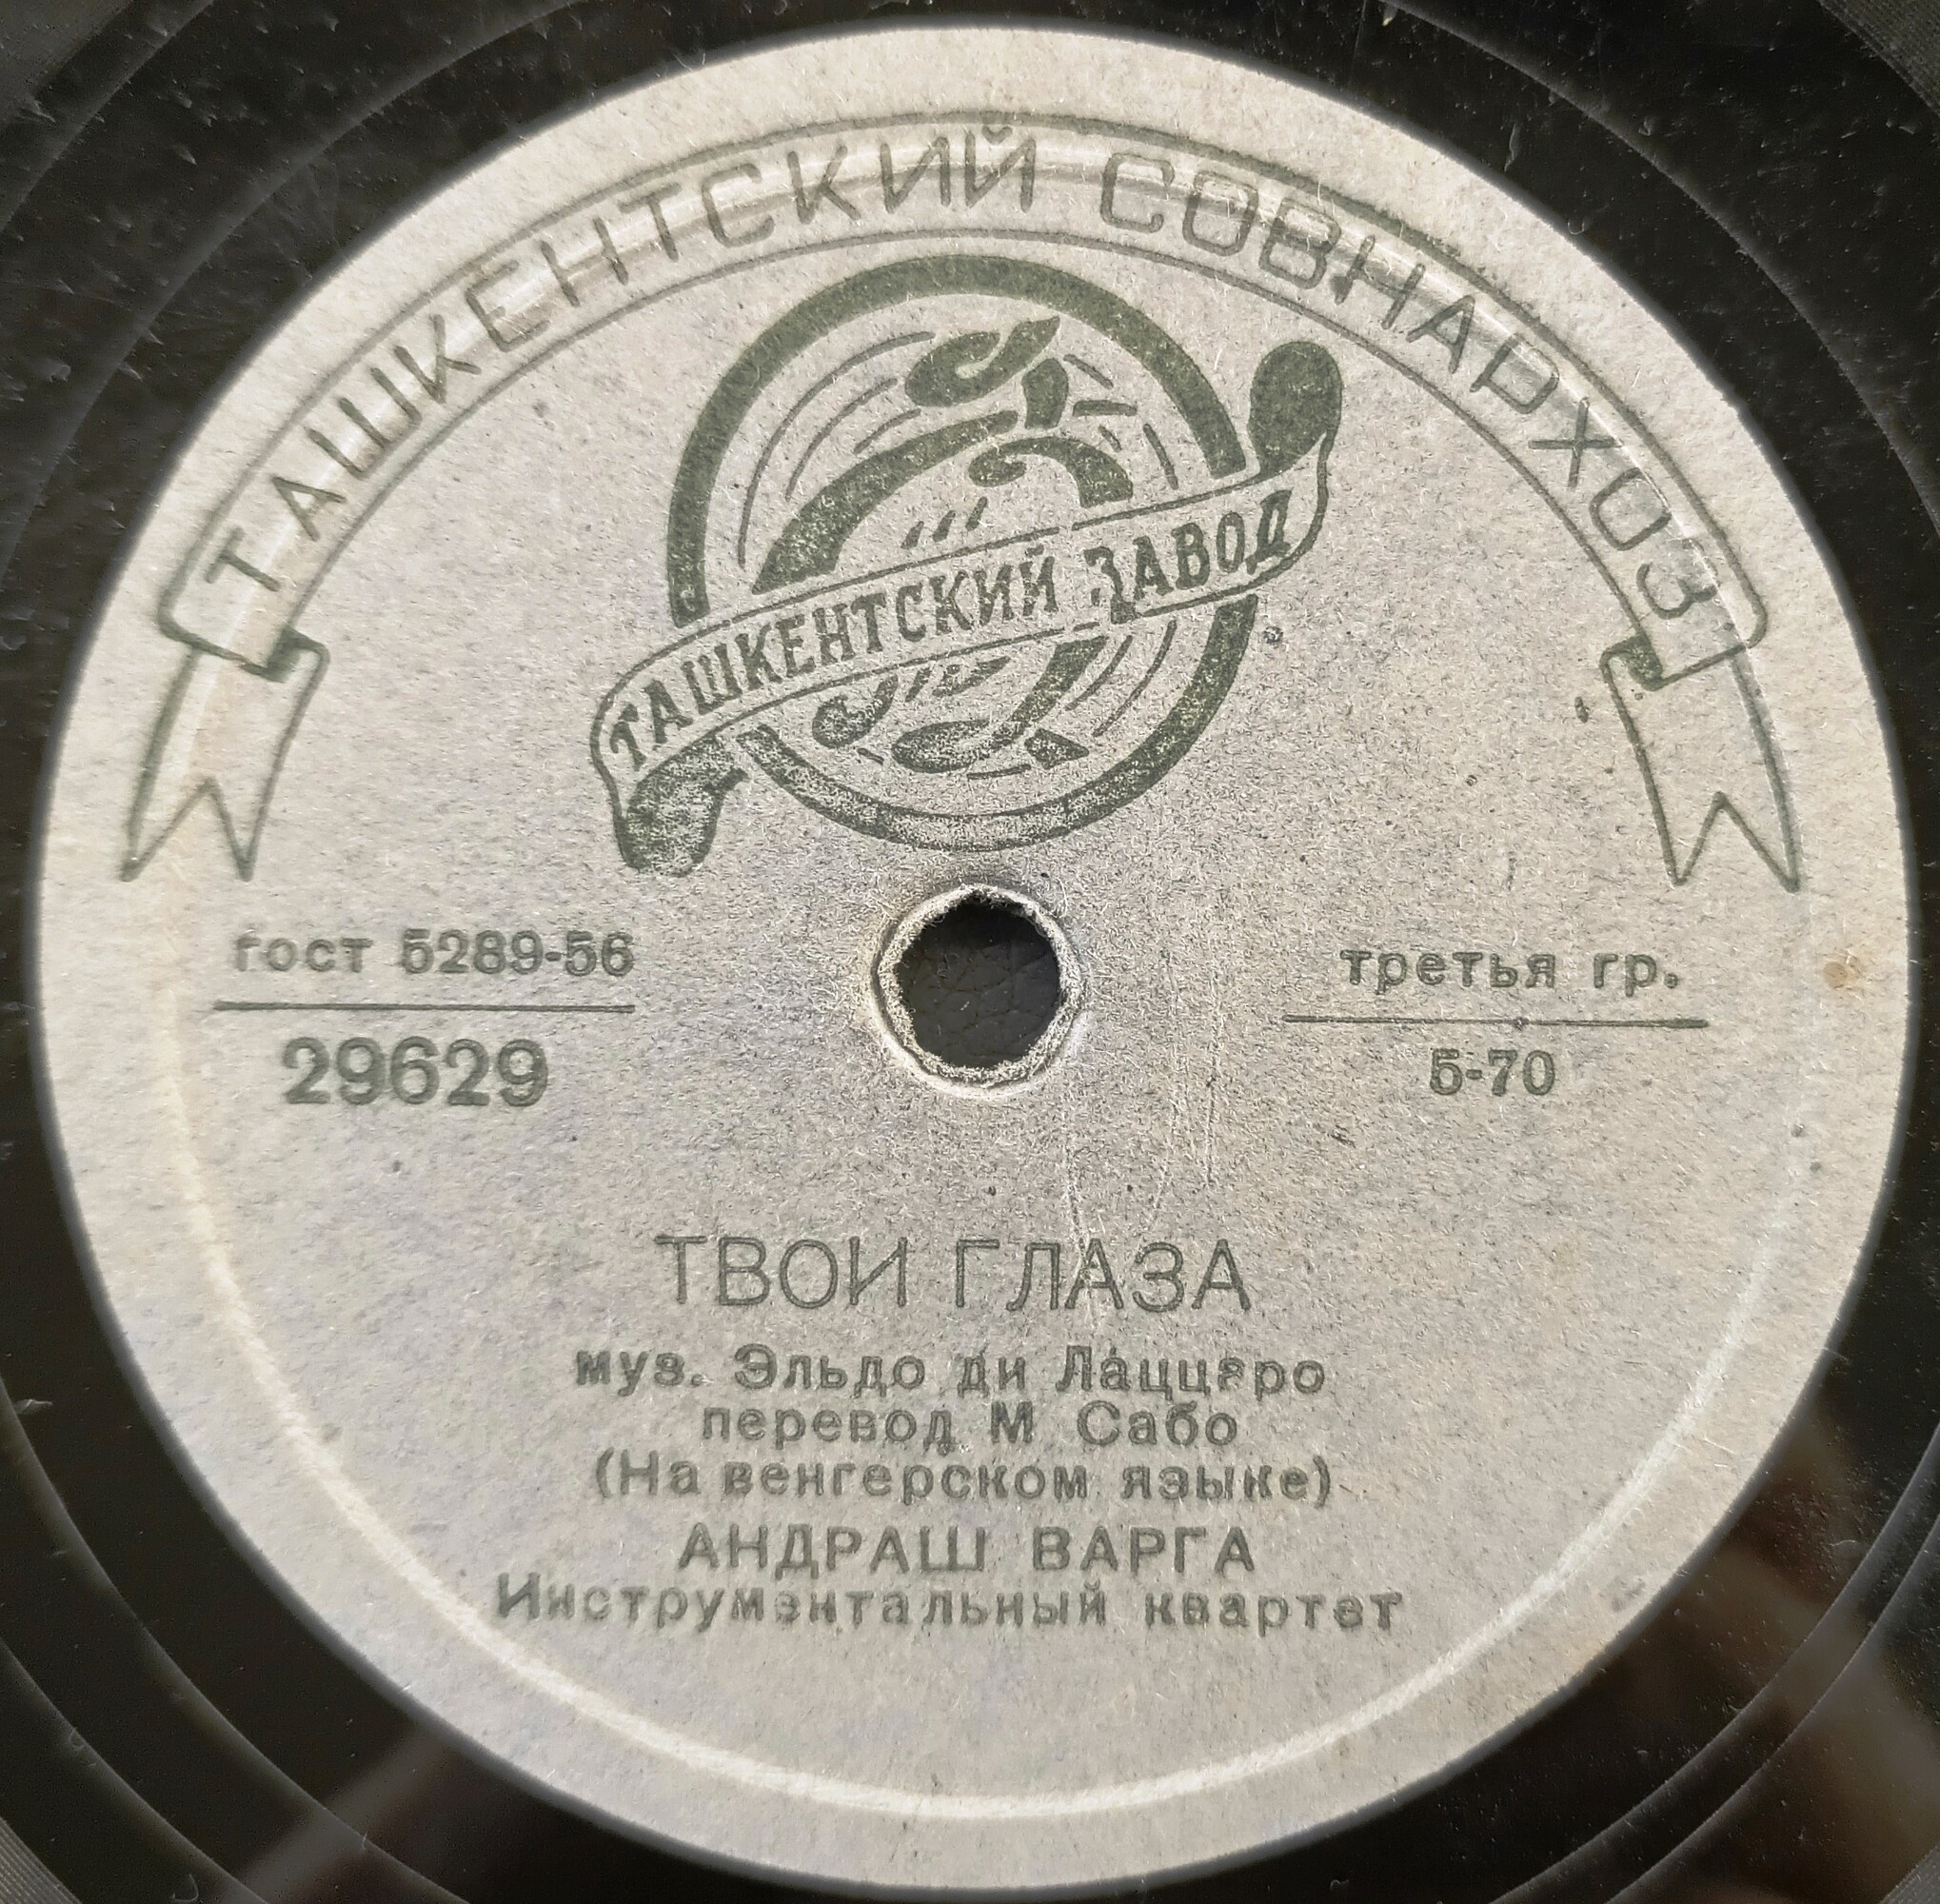 ТАШКЕНТСКИЙ СОВНАРХОЗ
ТАШКЕНТСКИЙ ЗАВОД
гост 5289-56
29629
третья гр.
5-70
ТВОИ ГЛАЗА
муз. Эльдо ди Лаццаро
перевод М Сабо
(На венгерском языке)
АНДРАШ ВАРГА
Инструментальный квартет